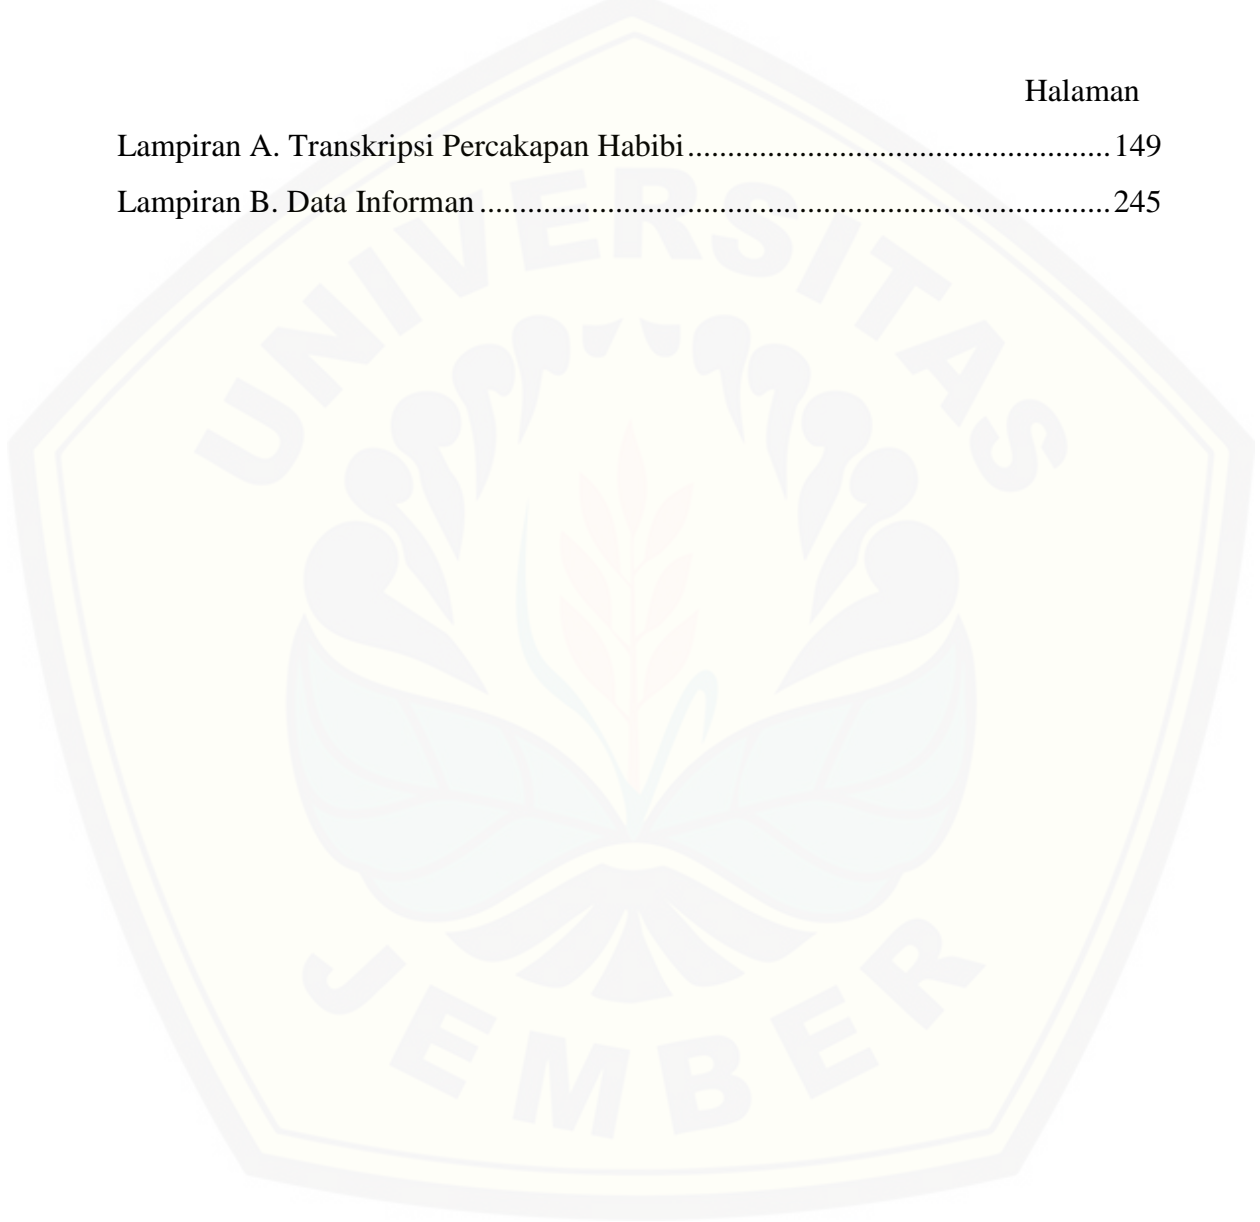 Halaman
Lampiran A. Transkripsi Percakapan Habibi....................................................149
Lampiran B. Data Informan..............................................................................245
UNIVERSITAS
JEMBER